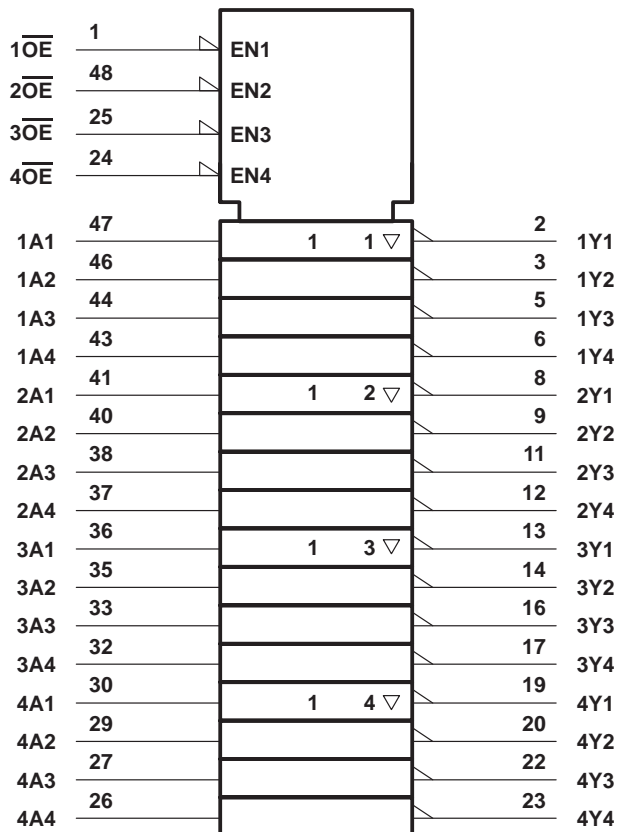 1O̅E̅ 1 EN1
2O̅E̅ 48 EN2
3O̅E̅ 25 EN3
4O̅E̅ 24 EN4
1A1 47 1 1 ▽ 2 1Y1
1A2 46 3 1Y2
1A3 44 5 1Y3
1A4 43 6 1Y4
2A1 41 1 2 ▽ 8 2Y1
2A2 40 9 2Y2
2A3 38 11 2Y3
2A4 37 12 2Y4
3A1 36 1 3 ▽ 13 3Y1
3A2 35 14 3Y2
3A3 33 16 3Y3
3A4 32 17 3Y4
4A1 30 1 4 ▽ 19 4Y1
4A2 29 20 4Y2
4A3 27 22 4Y3
4A4 26 23 4Y4